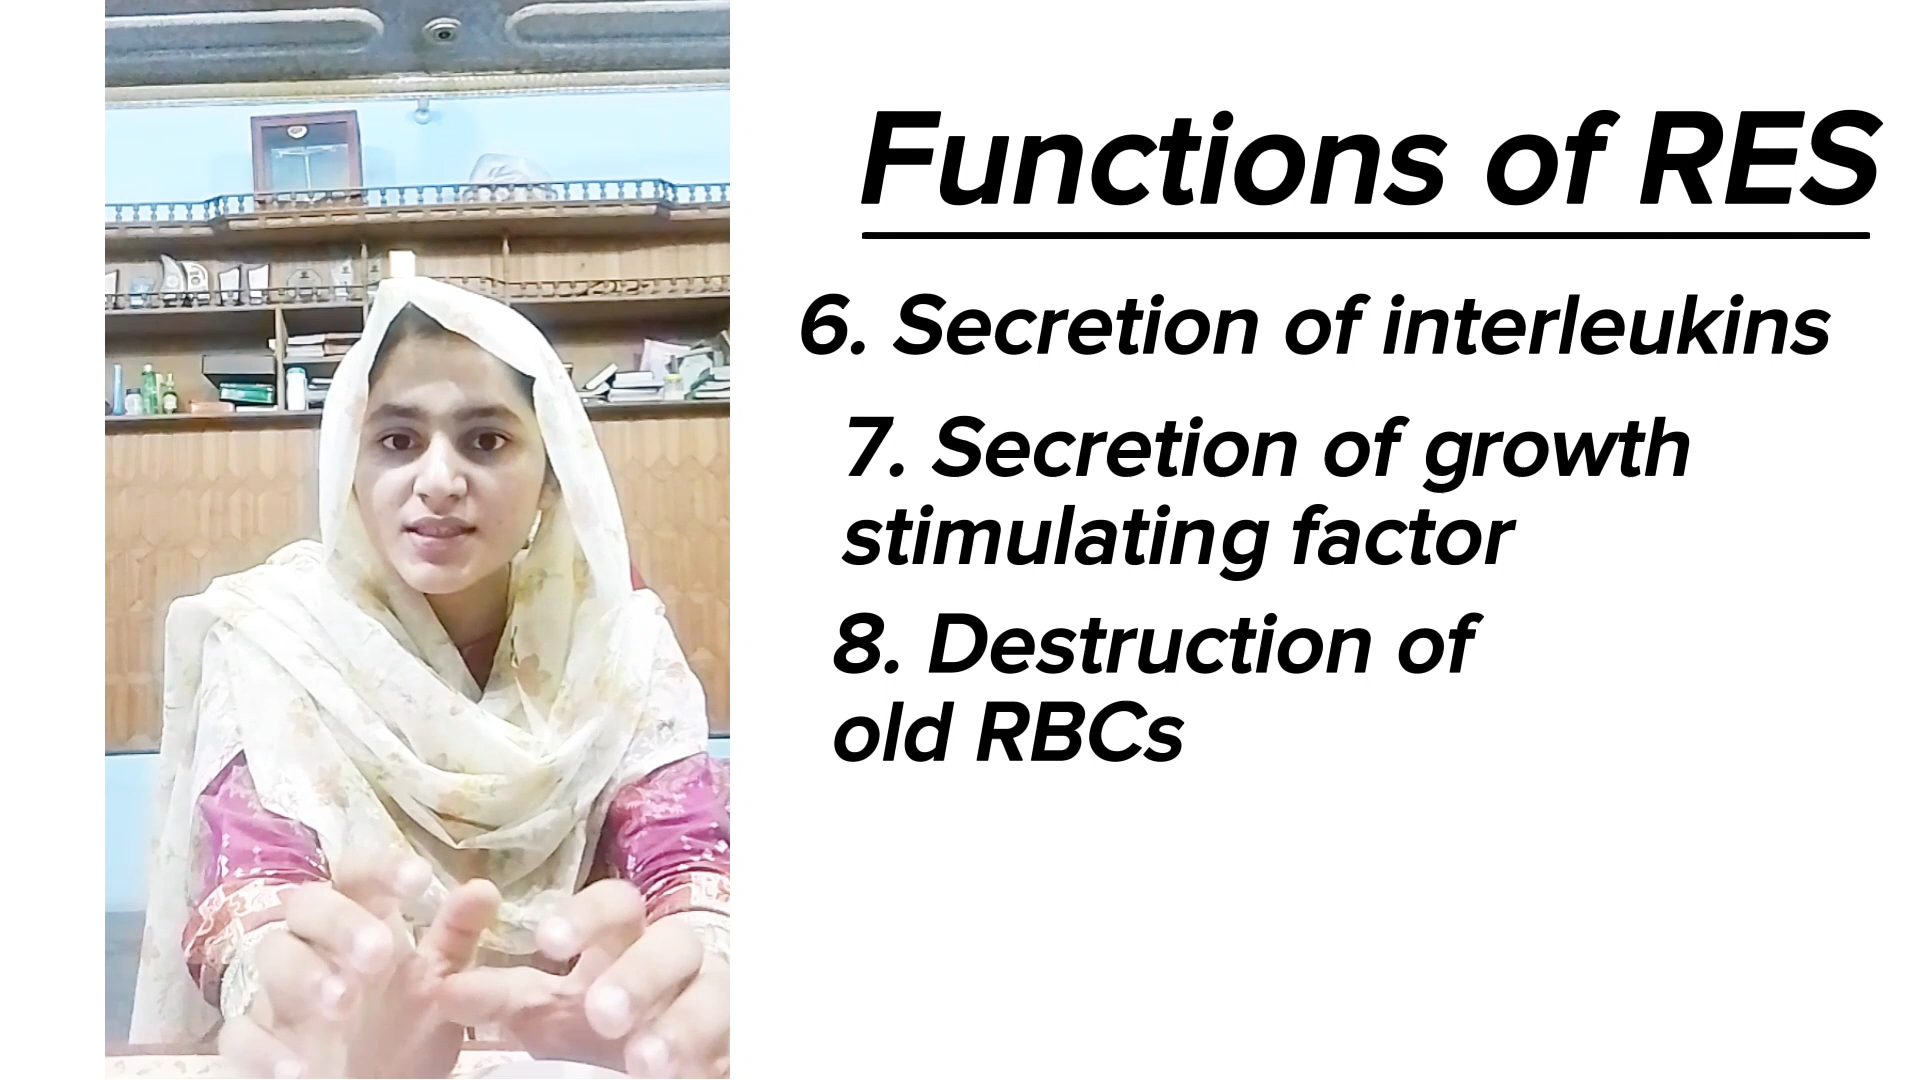 Functions of RES
6. Secretion of interleukins
7. Secretion of growth
stimulating factor
8. Destruction of
old RBCs